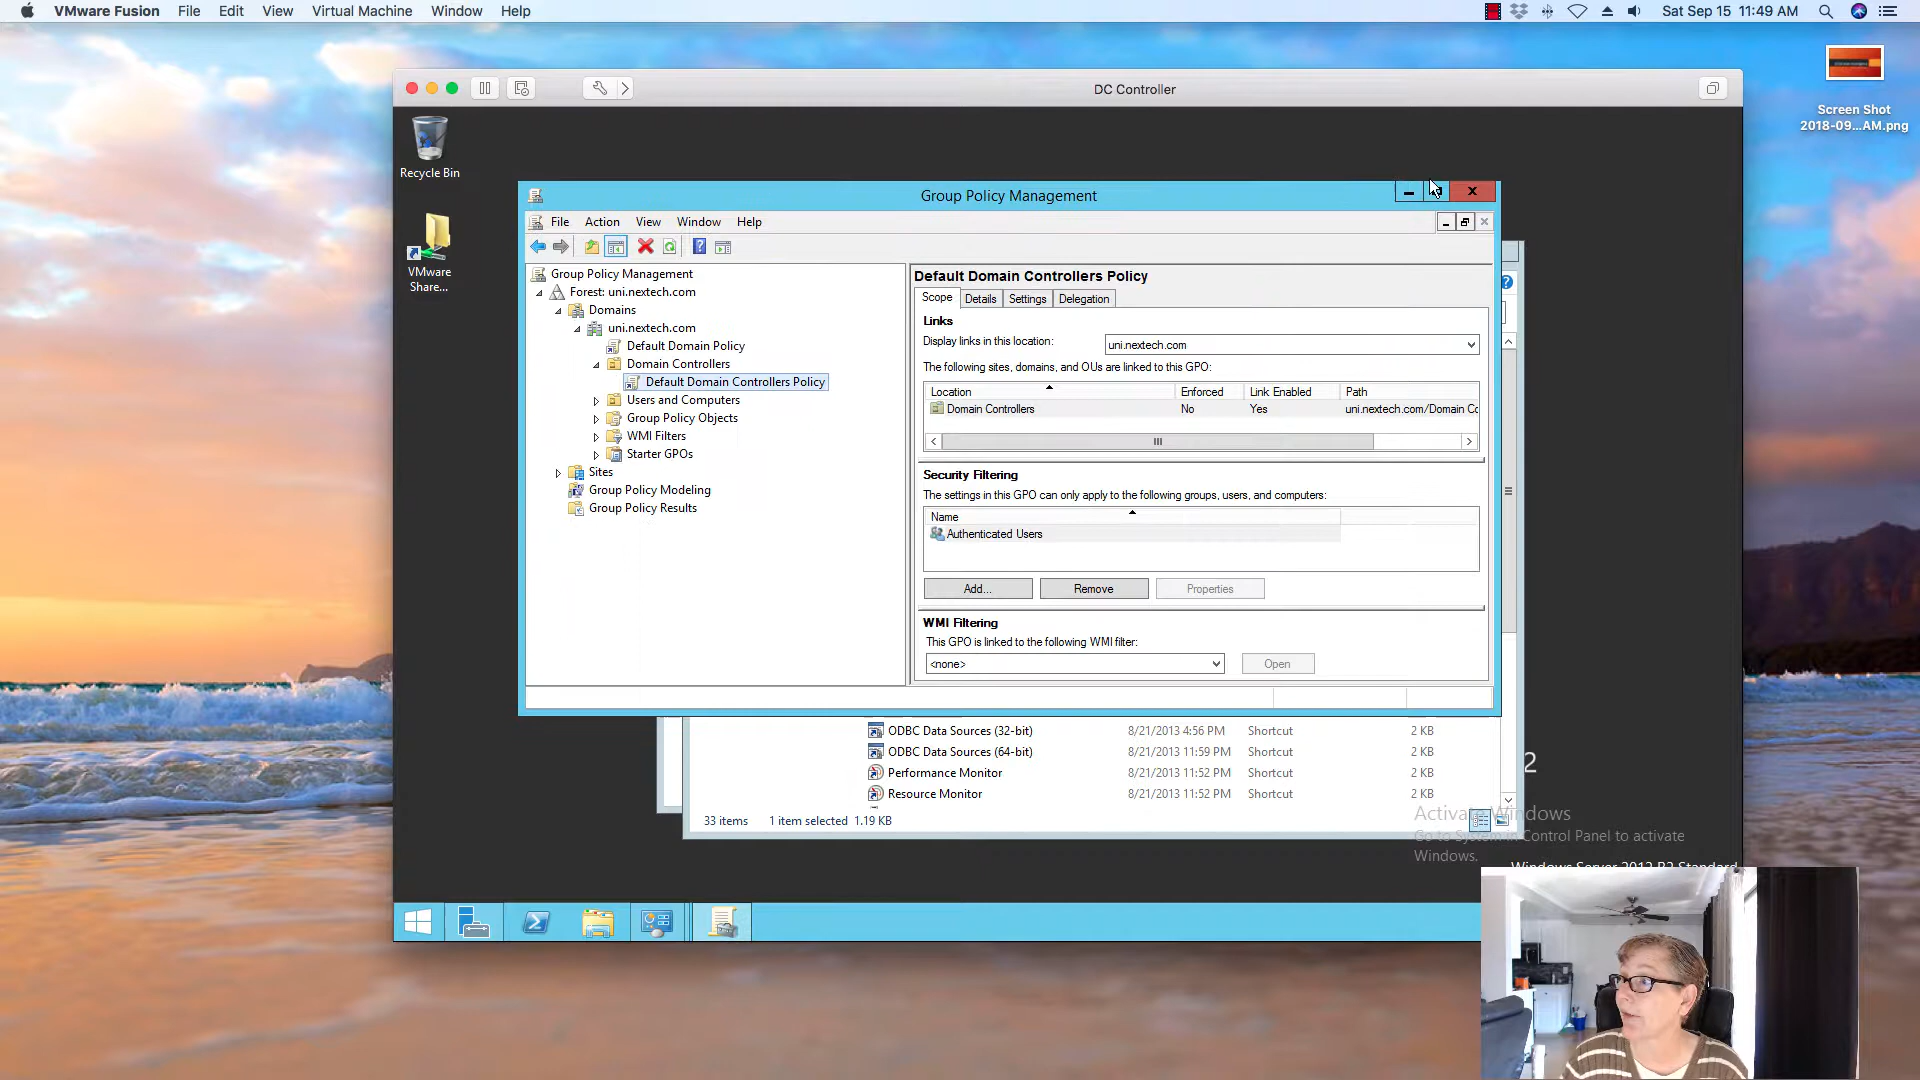 VMware Fusion File Edit View Virtual Machine Window Help Sat Sep 15 11:49 AM
Screen Shot
2018-09...AM.png
DC Controller
Recycle Bin
VMware
Share...
Group Policy Management
File Action View Window Help
Group Policy Management
Forest: uni.nextech.com
Domains
uni.nextech.com
Default Domain Policy
Domain Controllers
Default Domain Controllers Policy
Users and Computers
Group Policy Objects
WMI Filters
Starter GPOs
Sites
Group Policy Modeling
Group Policy Results
Default Domain Controllers Policy
Scope Details Settings Delegation
Links
Display links in this location: uni.nextech.com
The following sites, domains, and OUs are linked to this GPO:
Location Enforced Link Enabled Path
Domain Controllers No Yes uni.nextech.com/Domain Cc
Security Filtering
The settings in this GPO can only apply to the following groups, users, and computers:
Name
Authenticated Users
Add... Remove Properties
WMI Filtering
This GPO is linked to the following WMI filter:
<none> Open
ODBC Data Sources (32-bit) 8/21/2013 4:56 PM Shortcut 2 KB
ODBC Data Sources (64-bit) 8/21/2013 11:59 PM Shortcut 2 KB
Performance Monitor 8/21/2013 11:52 PM Shortcut 2 KB
Resource Monitor 8/21/2013 11:52 PM Shortcut 2 KB
33 items 1 item selected 1.19 KB
2
Activate Windows
Go to System in Control Panel to activate
Windows.
Windows Server 2012 R2 Standard